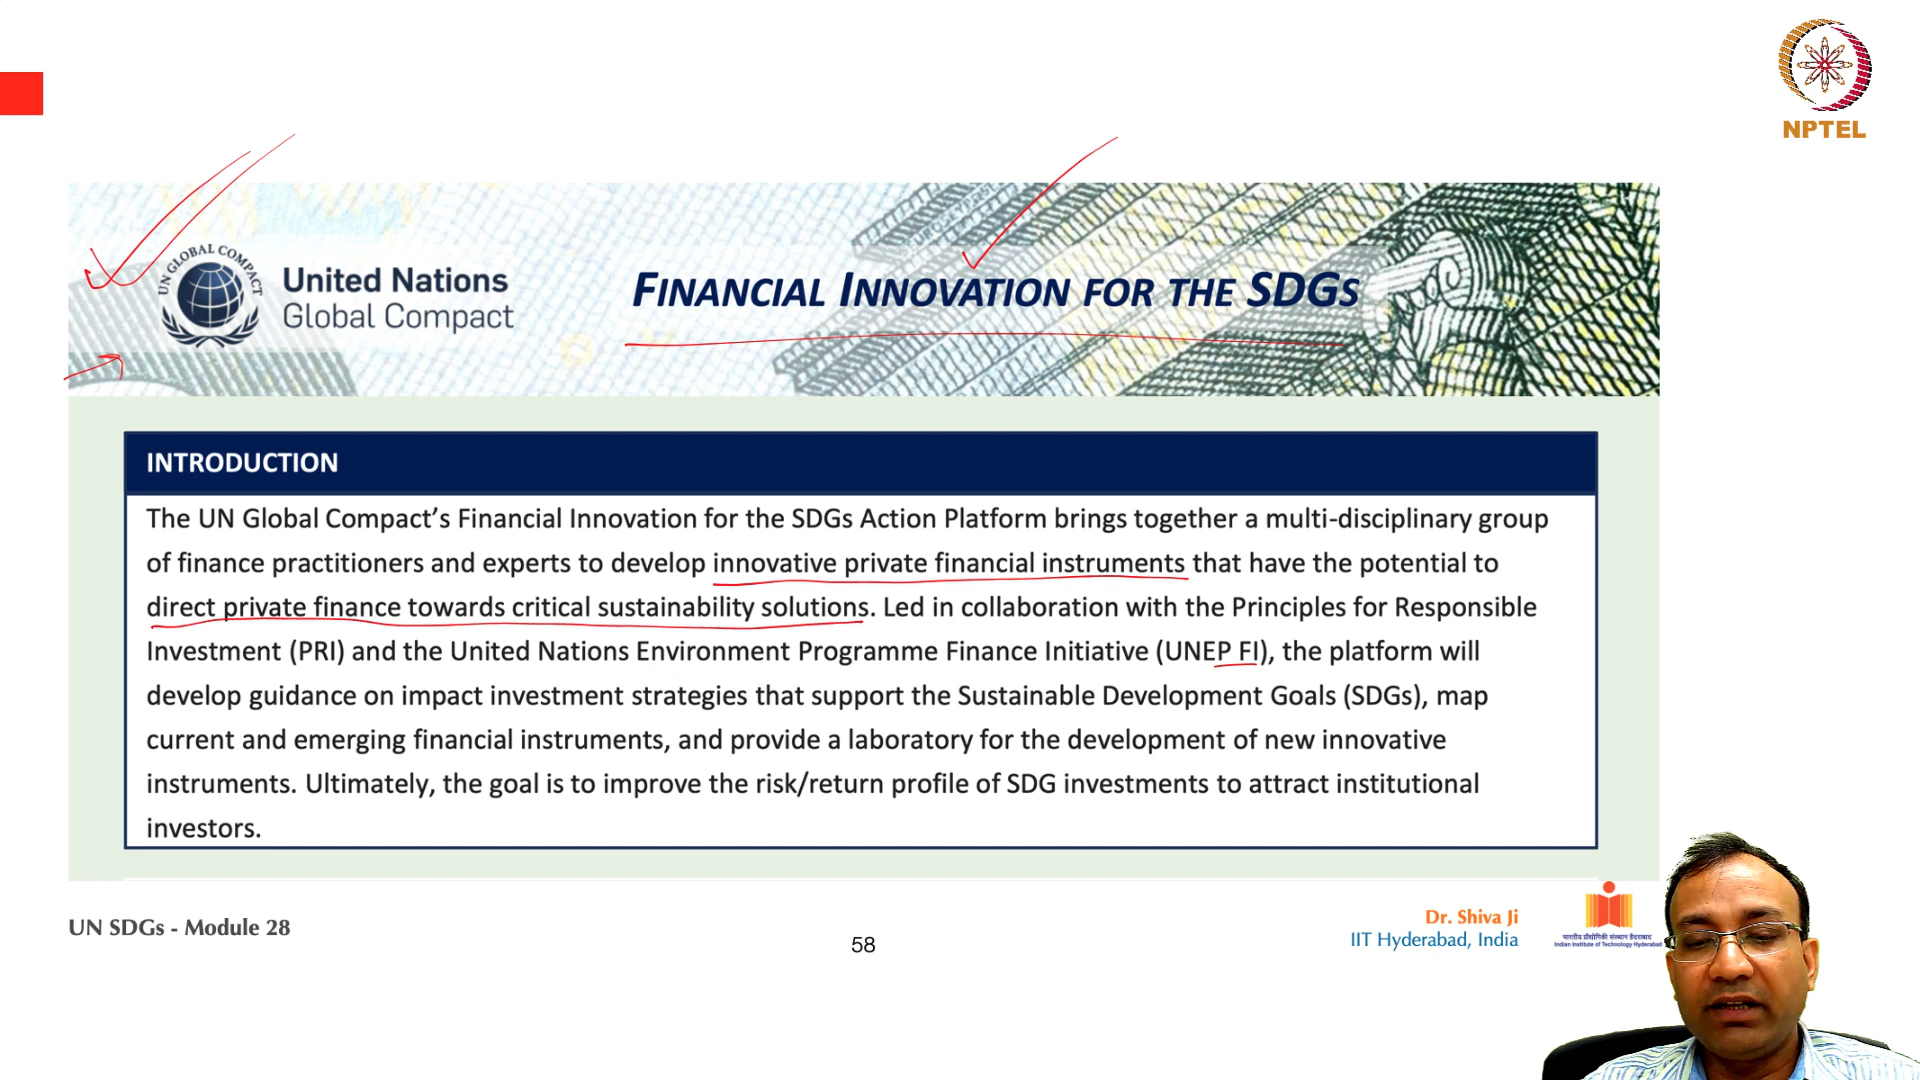 NPTEL
UN GLOBAL COMPACT
United Nations
Global Compact
FINANCIAL INNOVATION FOR THE SDGS
INTRODUCTION
The UN Global Compact’s Financial Innovation for the SDGs Action Platform brings together a multi-disciplinary group
of finance practitioners and experts to develop innovative private financial instruments that have the potential to
direct private finance towards critical sustainability solutions. Led in collaboration with the Principles for Responsible
Investment (PRI) and the United Nations Environment Programme Finance Initiative (UNEP FI), the platform will
develop guidance on impact investment strategies that support the Sustainable Development Goals (SDGs), map
current and emerging financial instruments, and provide a laboratory for the development of new innovative
instruments. Ultimately, the goal is to improve the risk/return profile of SDG investments to attract institutional
investors.
UN SDGs - Module 28
58
Dr. Shiva Ji
IIT Hyderabad, India
भारतीय प्रौद्योगिकी संस्थान हैदराबाद
Indian Institute of Technology Hyderabad